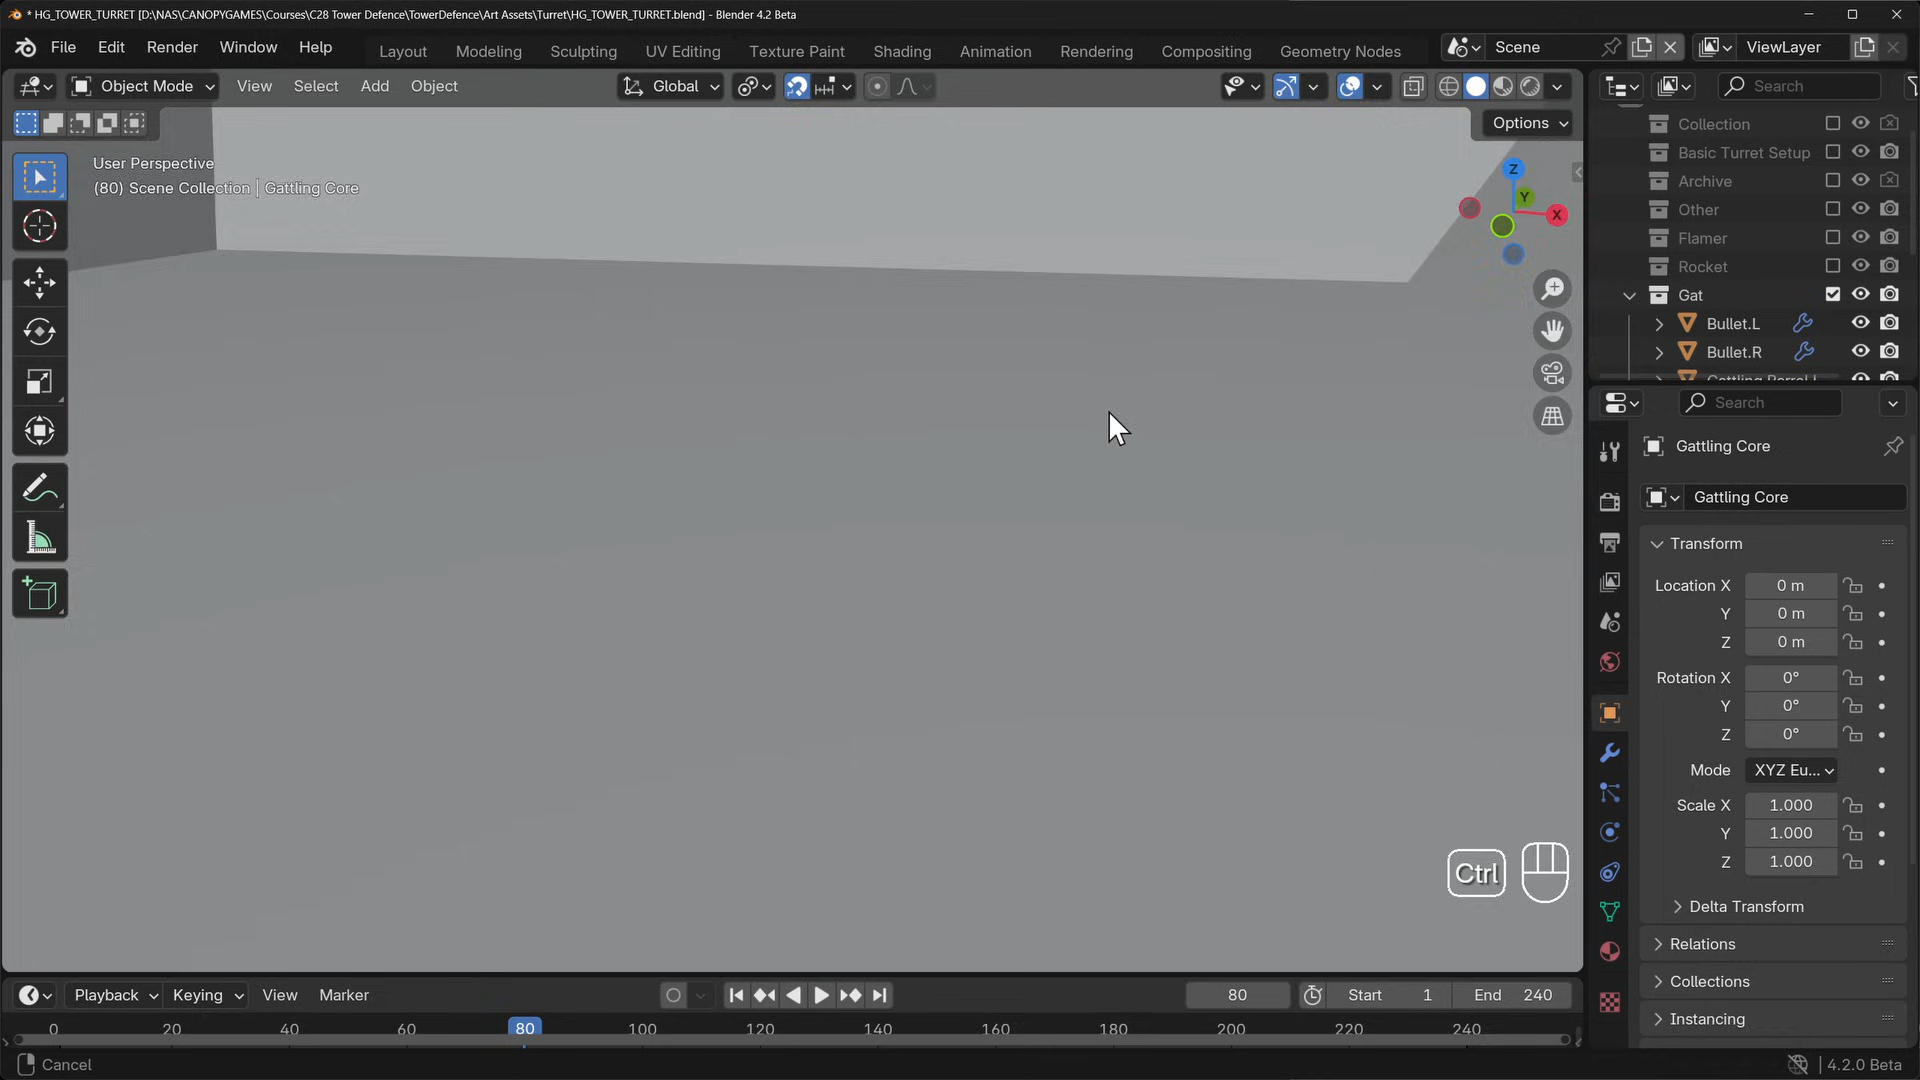 * HG_TOWER_TURRET [D:\NAS\CANOPYGAMES\Courses\C28 Tower Defence\TowerDefence\Art Assets\Turret\HG_TOWER_TURRET.blend] - Blender 4.2 Beta
File Edit Render Window Help Layout Modeling Sculpting UV Editing Texture Paint Shading Animation Rendering Compositing Geometry Nodes Scene ViewLayer
Object Mode View Select Add Object Global Search
Options
User Perspective
(80) Scene Collection | Gattling Core
Z
Y
X
Collection
Basic Turret Setup
Archive
Other
Flamer
Rocket
Gat
Bullet.L
Bullet.R
Search
Gattling Core
Gattling Core
Transform
Location X 0 m
Y 0 m
Z 0 m
Rotation X 0°
Y 0°
Z 0°
Mode XYZ Eu...
Scale X 1.000
Y 1.000
Z 1.000
Delta Transform
Relations
Collections
Instancing
Ctrl
Playback Keying View Marker 80 Start 1 End 240
0 20 40 60 80 100 120 140 160 180 200 220 240
Cancel 4.2.0 Beta